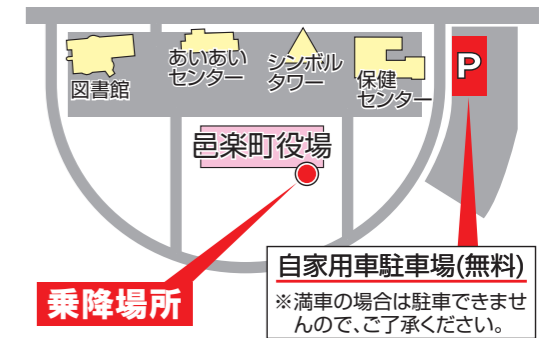 図書館
あいあい
センター
シンボル
タワー
保健
センター
P
邑楽町役場
乗降場所
自家用車駐車場(無料)
※満車の場合は駐車できませ
んので、ご了承ください。